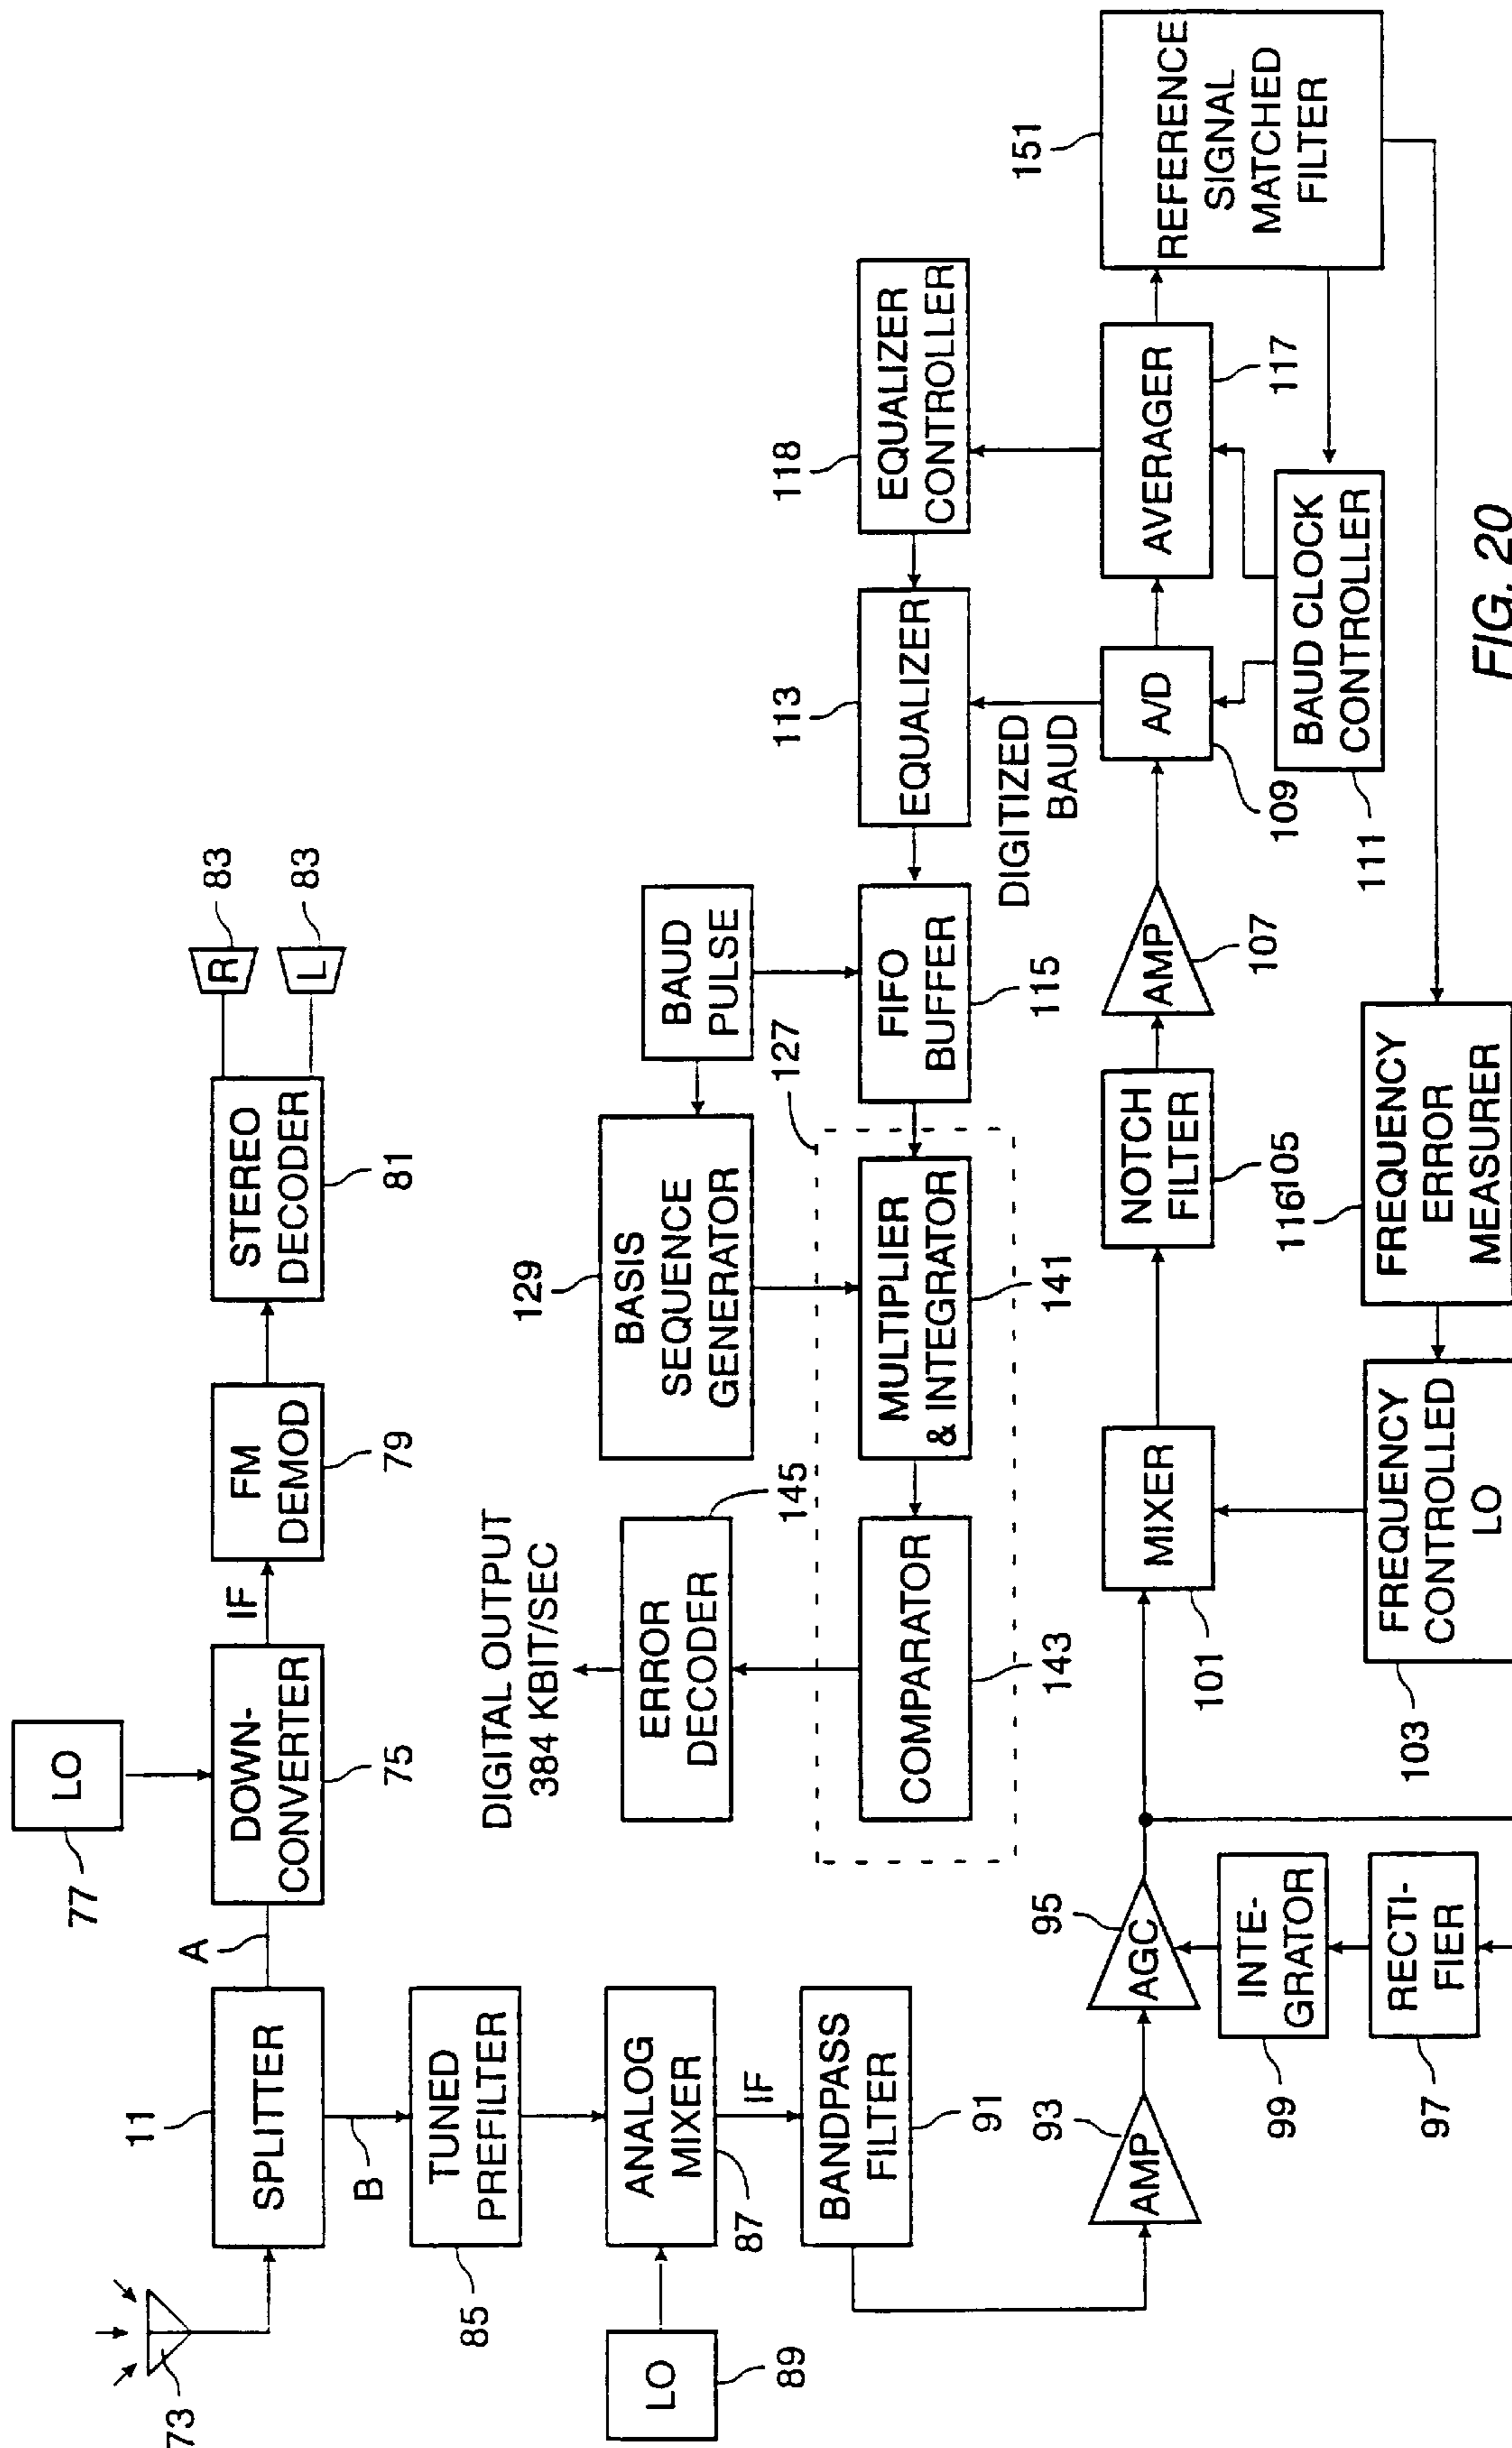 73
11
SPLITTER
A
77
LO
DOWN-
CONVERTER
75
IF
FM
DEMOD
79
STEREO
DECODER
81
R
83
L
83
B
TUNED
PREFILTER
85
LO
89
ANALOG
MIXER
87
IF
BANDPASS
FILTER
91
DIGITAL OUTPUT
384 KBIT/SEC
ERROR
DECODER
145
129
BASIS
SEQUENCE
GENERATOR
BAUD
PULSE
127
COMPARATOR
143
MULTIPLIER
& INTEGRATOR
141
FIFO
BUFFER
115
113
EQUALIZER
118
EQUALIZER
CONTROLLER
DIGITIZED
BAUD
AMP
93
AGC
95
INTE-
GRATOR
99
RECTI-
FIER
97
MIXER
101
NOTCH
FILTER
105
AMP
107
A/D
109
AVERAGER
117
151
REFERENCE
SIGNAL
MATCHED
FILTER
BAUD CLOCK
CONTROLLER
111
103
FREQUENCY
CONTROLLED
LO
116
FREQUENCY
ERROR
MEASURER
FIG. 20